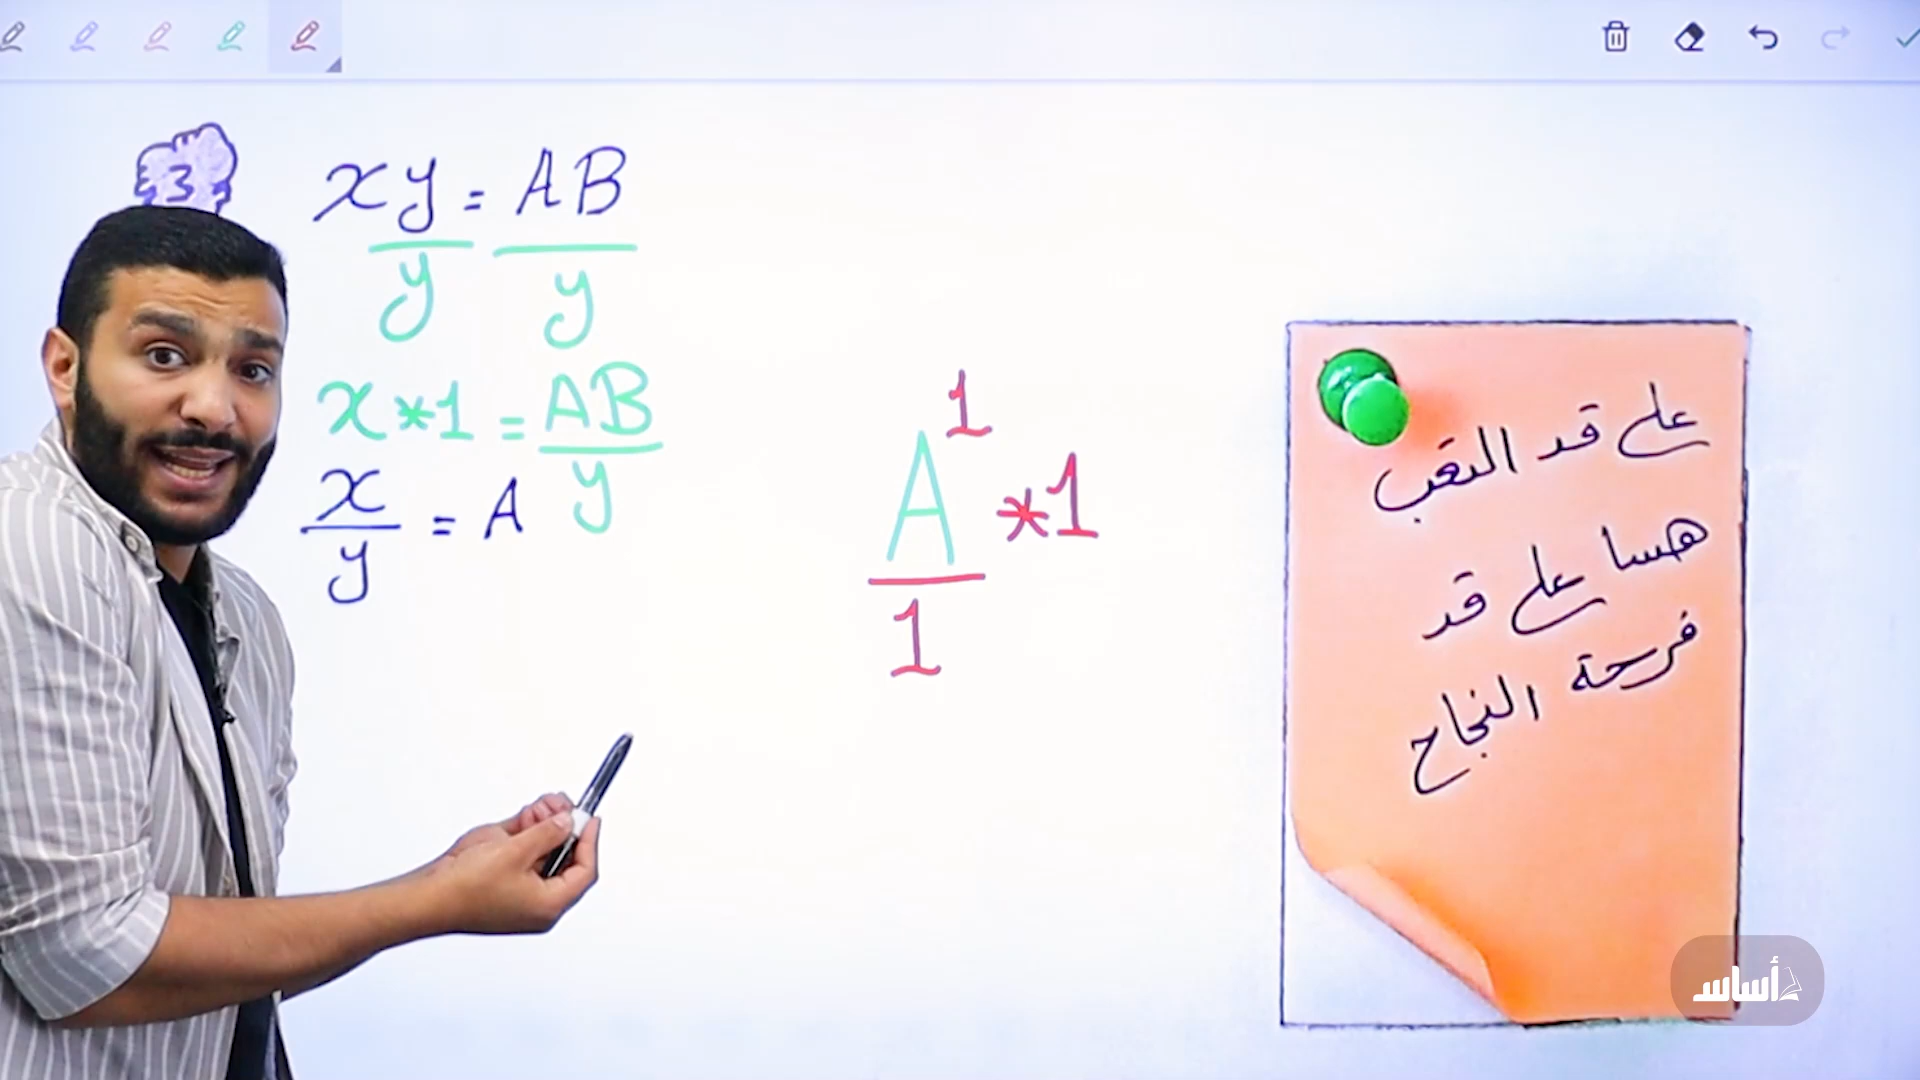 3
xy = AB
y y
x*1 = AB
y
x = A
y
1
A *1
1
على قد التعب
هسا على قد
فرحة النجاح
أساس